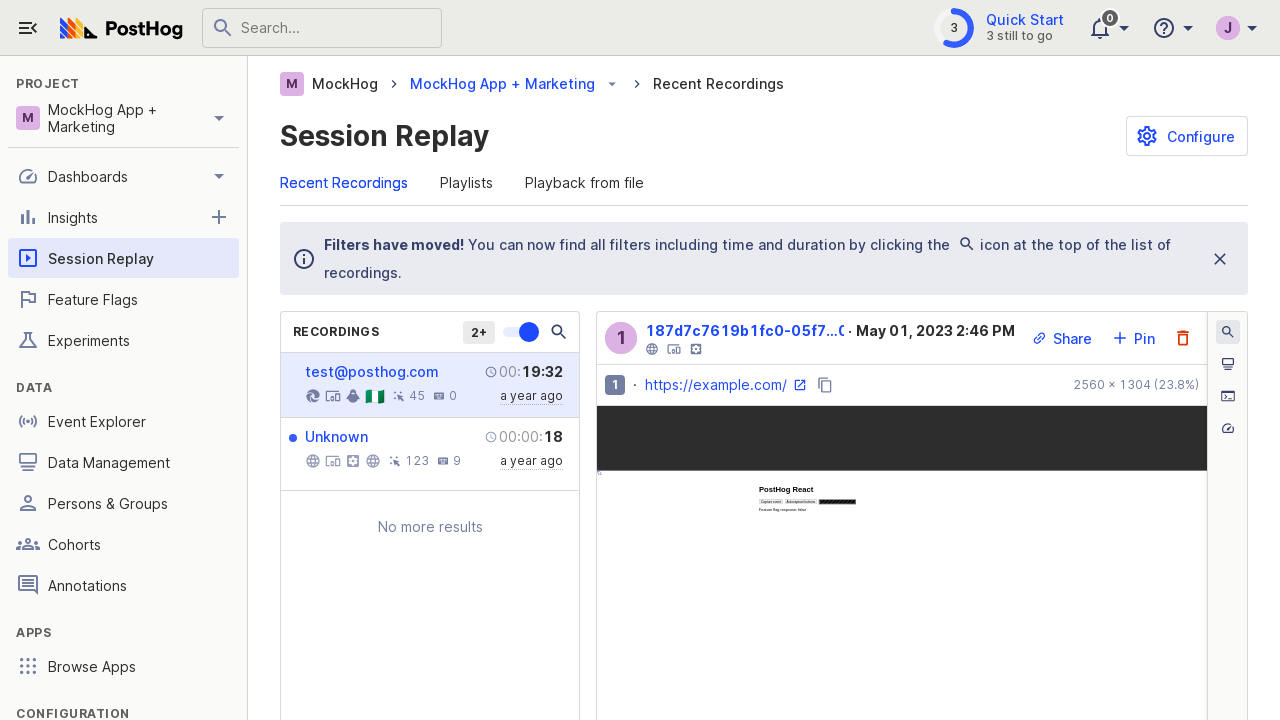 PostHog
Search...
3
Quick Start
3 still to go
0
J
PROJECT
M
MockHog App +
Marketing
Dashboards
Insights
Session Replay
Feature Flags
Experiments
DATA
Event Explorer
Data Management
Persons & Groups
Cohorts
Annotations
APPS
Browse Apps
CONFIGURATION
M MockHog
MockHog App + Marketing
Recent Recordings
Session Replay
Configure
Recent Recordings
Playlists
Playback from file
Filters have moved! You can now find all filters including time and duration by clicking the icon at the top of the list of
recordings.
RECORDINGS
2+
test@posthog.com
00:19:32
45
0
a year ago
Unknown
00:00:18
123
9
a year ago
No more results
1
187d7c7619b1fc0-05f7...0 · May 01, 2023 2:46 PM
Share
Pin
1 · https://example.com/
2560 × 1304 (23.8%)
PostHog React
Capture event
Autocapture buttons
Feature flag response: false